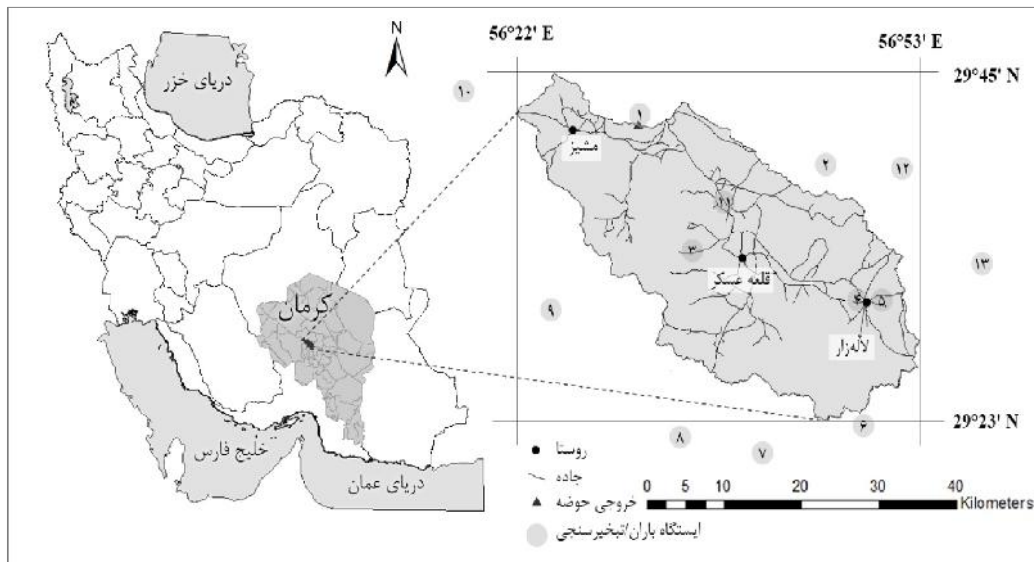 دریای خزر
N
کرمان
خلیج فارس
دریای عمان
56°22' E
56°53' E
29°45' N
29°23' N
۱۰
۱
مشیز
۲
۱۲
۱۱
۳
قلعه عسکر
۱۳
۹
۴
۵
لاله‌زار
۶
۸
۷
روستا
جاده
خروجی حوضه
ایستگاه باران/تبخیرسنجی
0 5 10 20 30 40
Kilometers